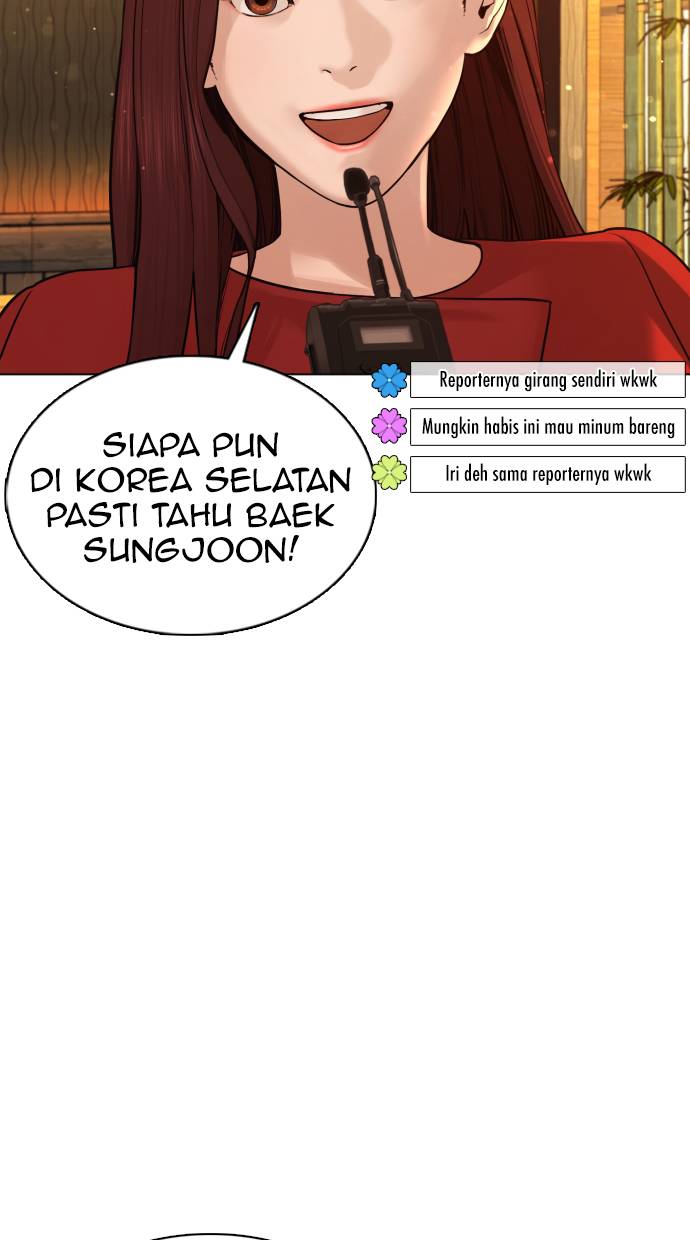 Reporternya girang sendiri wkwk
Mungkin habis ini mau minum bareng
Iri deh sama reporternya wkwk
SIAPA PUN
DI KOREA SELATAN
PASTI TAHU BAEK
SUNGJOON!